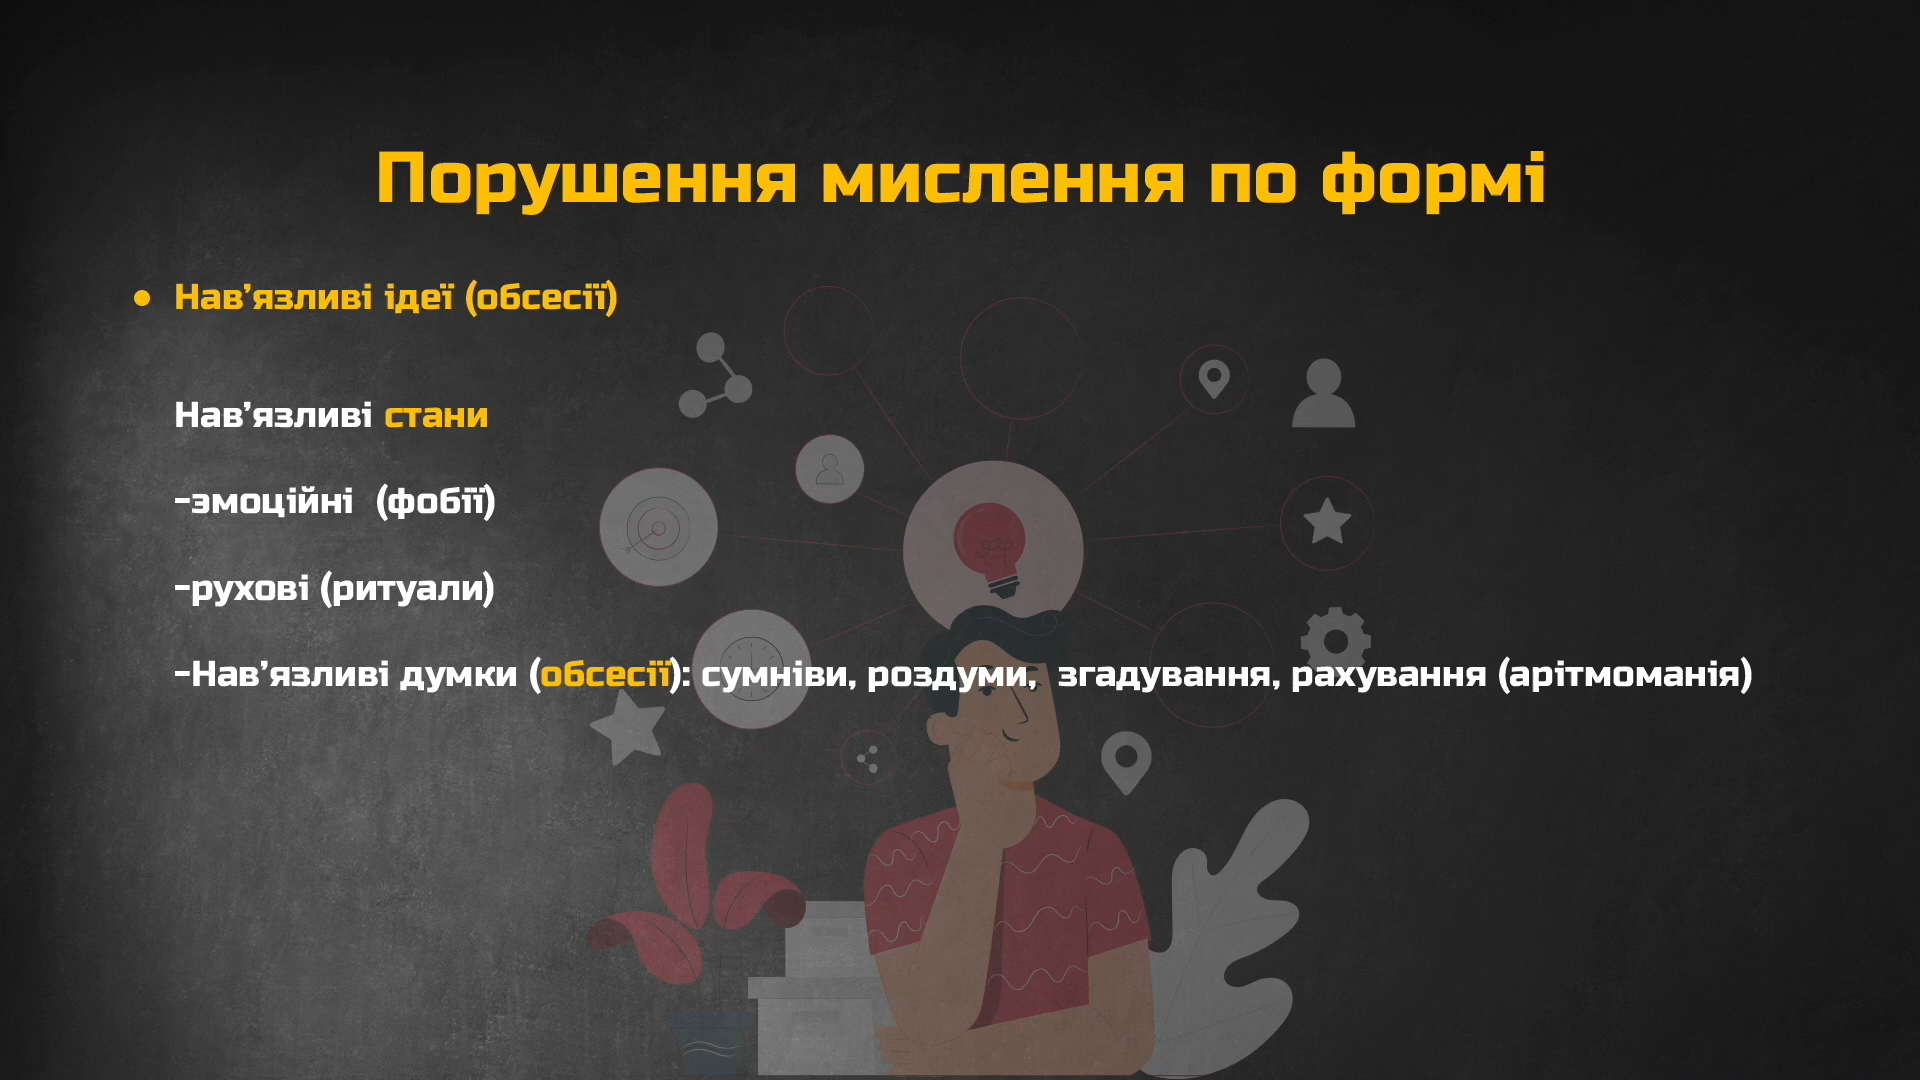 Порушення мислення по формі
• Нав’язливі ідеї (обсесії)
Нав’язливі стани
-эмоційні (фобії)
-рухові (ритуали)
-Нав’язливі думки (обсесії): сумніви, роздуми, згадування, рахування (арітмоманія)